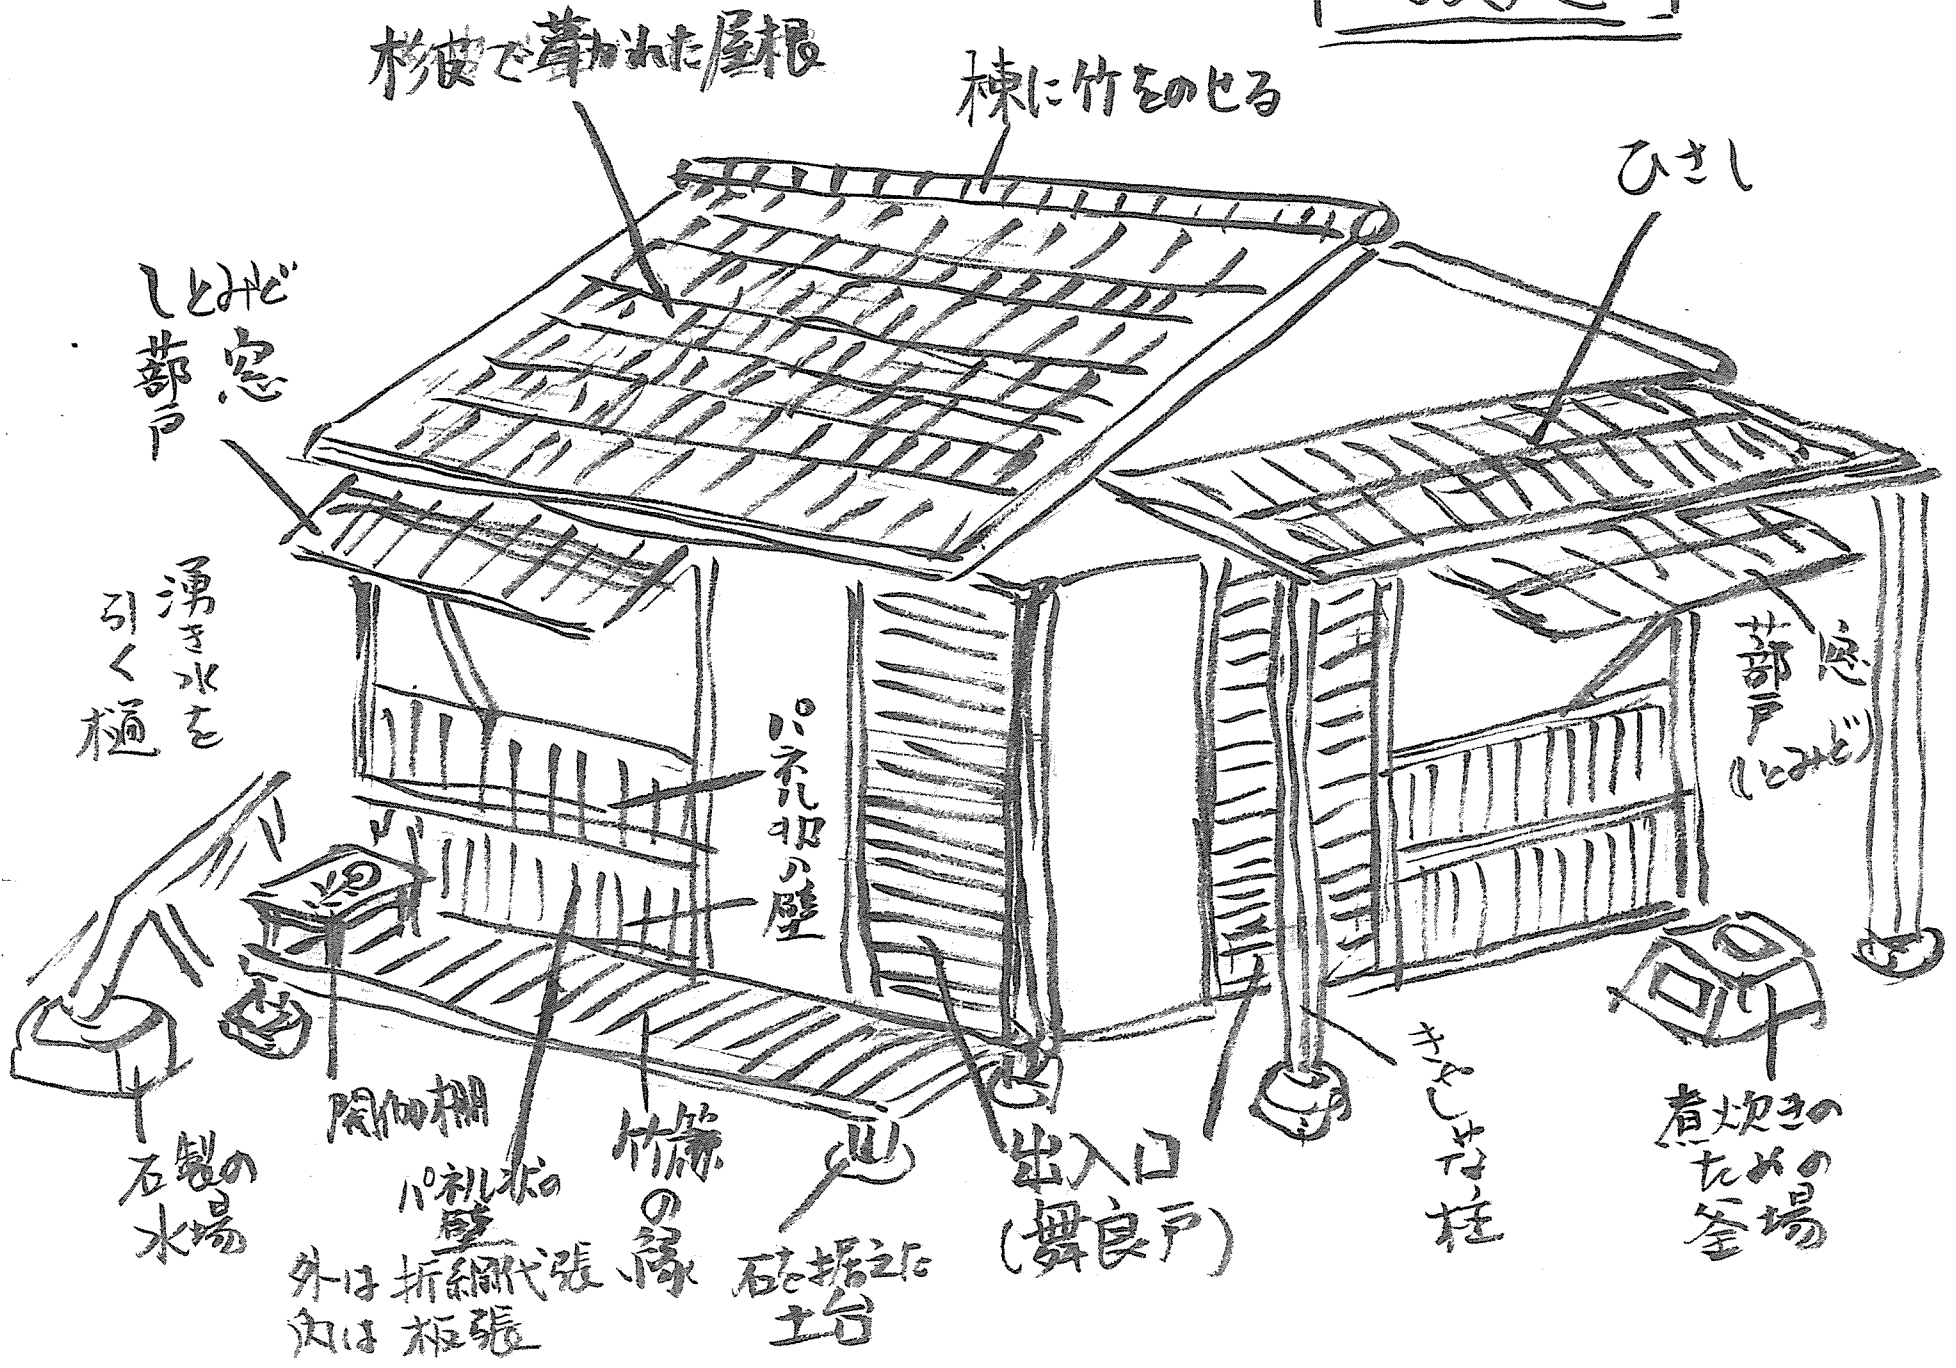 杉皮で葺かれた屋根
棟に竹をのせる
ひさし
しとみど
窓
蔀戸
湧き水を
引く樋
パネル状の壁
窓
蔀戸
(しとみど)
石製の
水場
閼伽棚
パネル状の
壁
外は折網代張
内は板張
竹簾
の縁
石を据えた
土台
出入口
(舞良戸)
きゃしゃな
柱
煮炊きの
ための
釜場